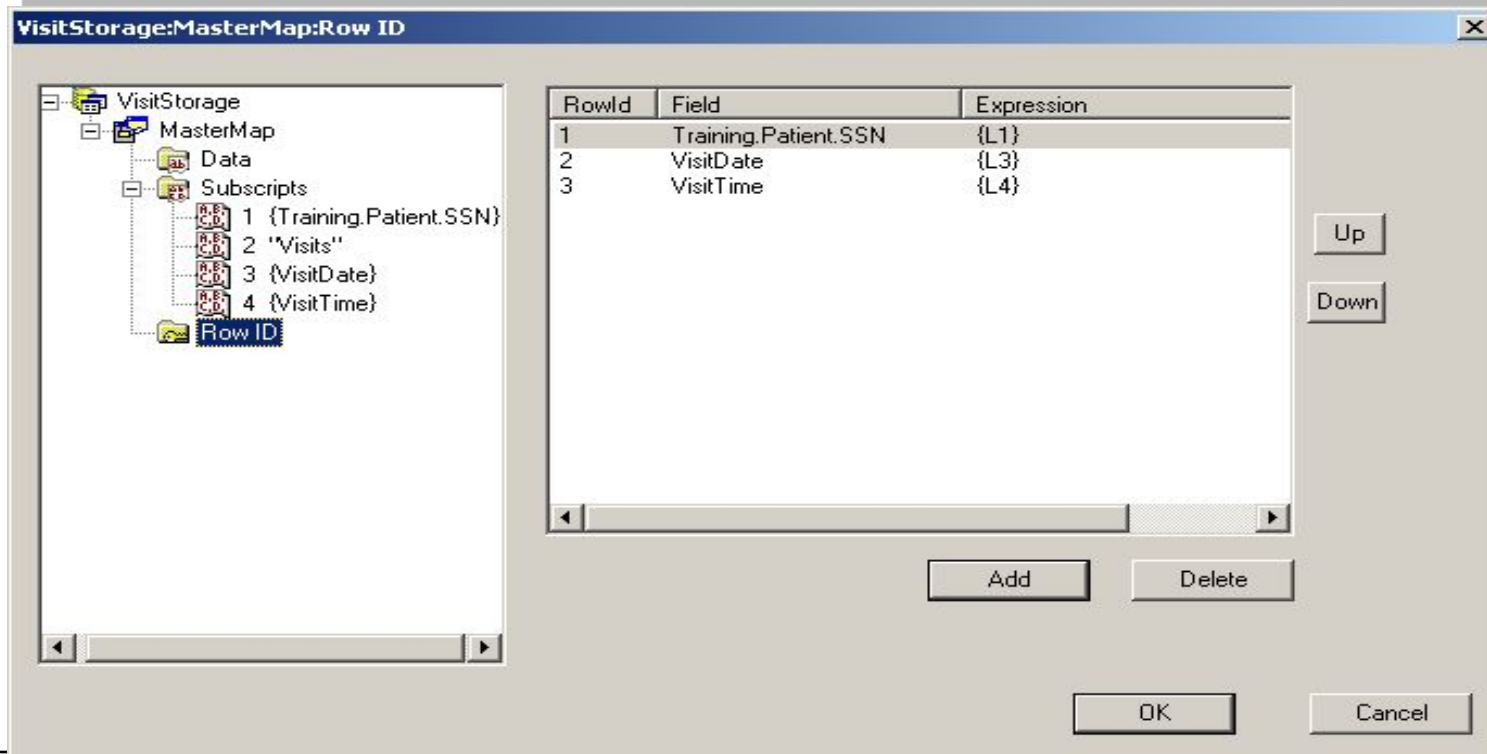 VisitStorage:MasterMap:Row ID
VisitStorage
MasterMap
Data
Subscripts
1 {Training.Patient.SSN}
2 "Visits"
3 {VisitDate}
4 {VisitTime}
Row ID
RowId Field Expression
1 Training.Patient.SSN {L1}
2 VisitDate {L3}
3 VisitTime {L4}
Up
Down
Add Delete
OK Cancel